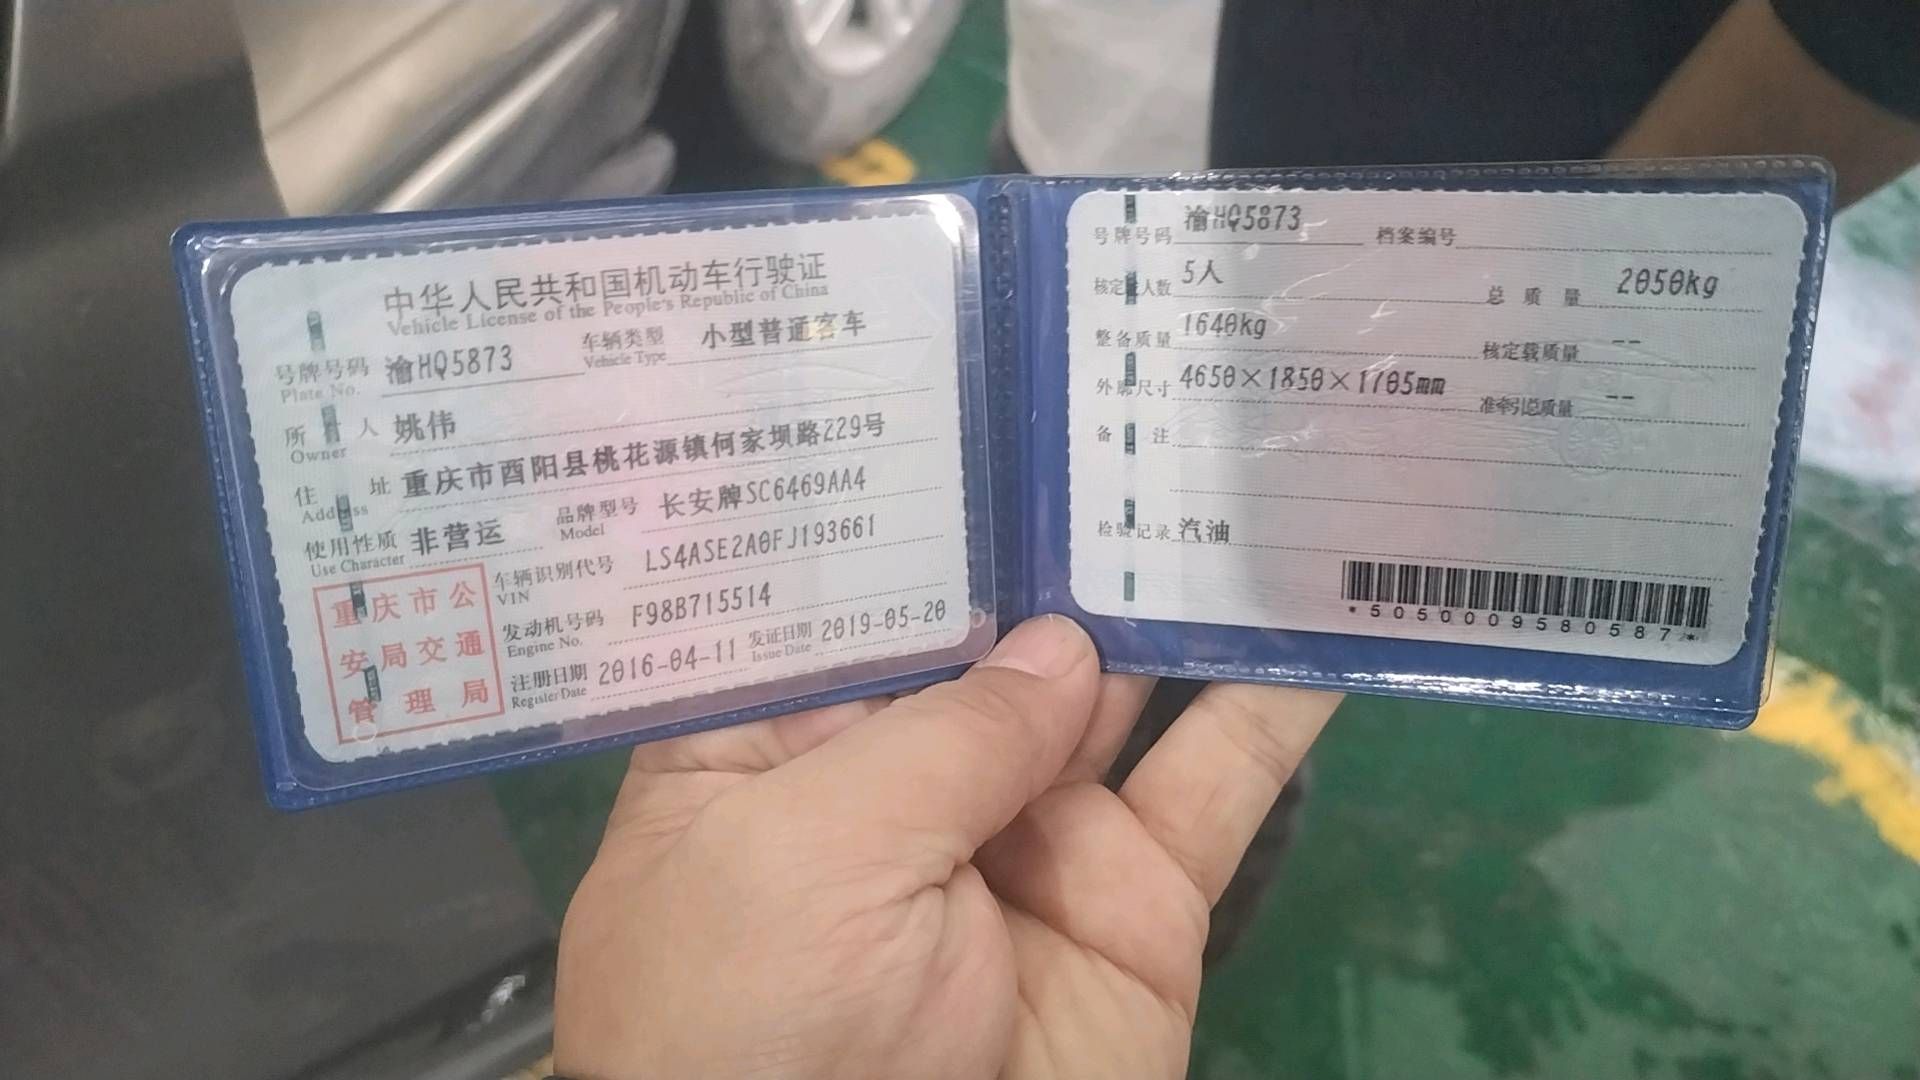 中华人民共和国机动车行驶证
Vehicle License of the People's Republic of China
号牌号码 渝HQ5873 车辆类型 小型普通客车
Plate No. Vehicle Type
所有人 姚伟
Owner
住址 重庆市酉阳县桃花源镇何家坝路229号
Address
使用性质 非营运 品牌型号 长安牌SC6469AA4
Use Character Model
车辆识别代号 LS4ASE2A0FJ193661
VIN
发动机号码 F98B715514
Engine No.
注册日期 2016-04-11 发证日期 2019-05-20
Register Date Issue Date
重庆市公
安局交通
管理局
号牌号码 渝HQ5873 档案编号
核定载人数 5人 总质量 2050kg
整备质量 1640kg 核定载质量 --
外廓尺寸 4650×1850×1705mm 准牵引总质量 --
备注
检验记录 汽油
*5050009580587*